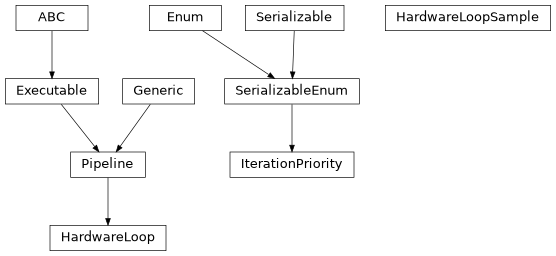 ABC
Enum
Serializable
HardwareLoopSample
Executable
Generic
SerializableEnum
Pipeline
IterationPriority
HardwareLoop